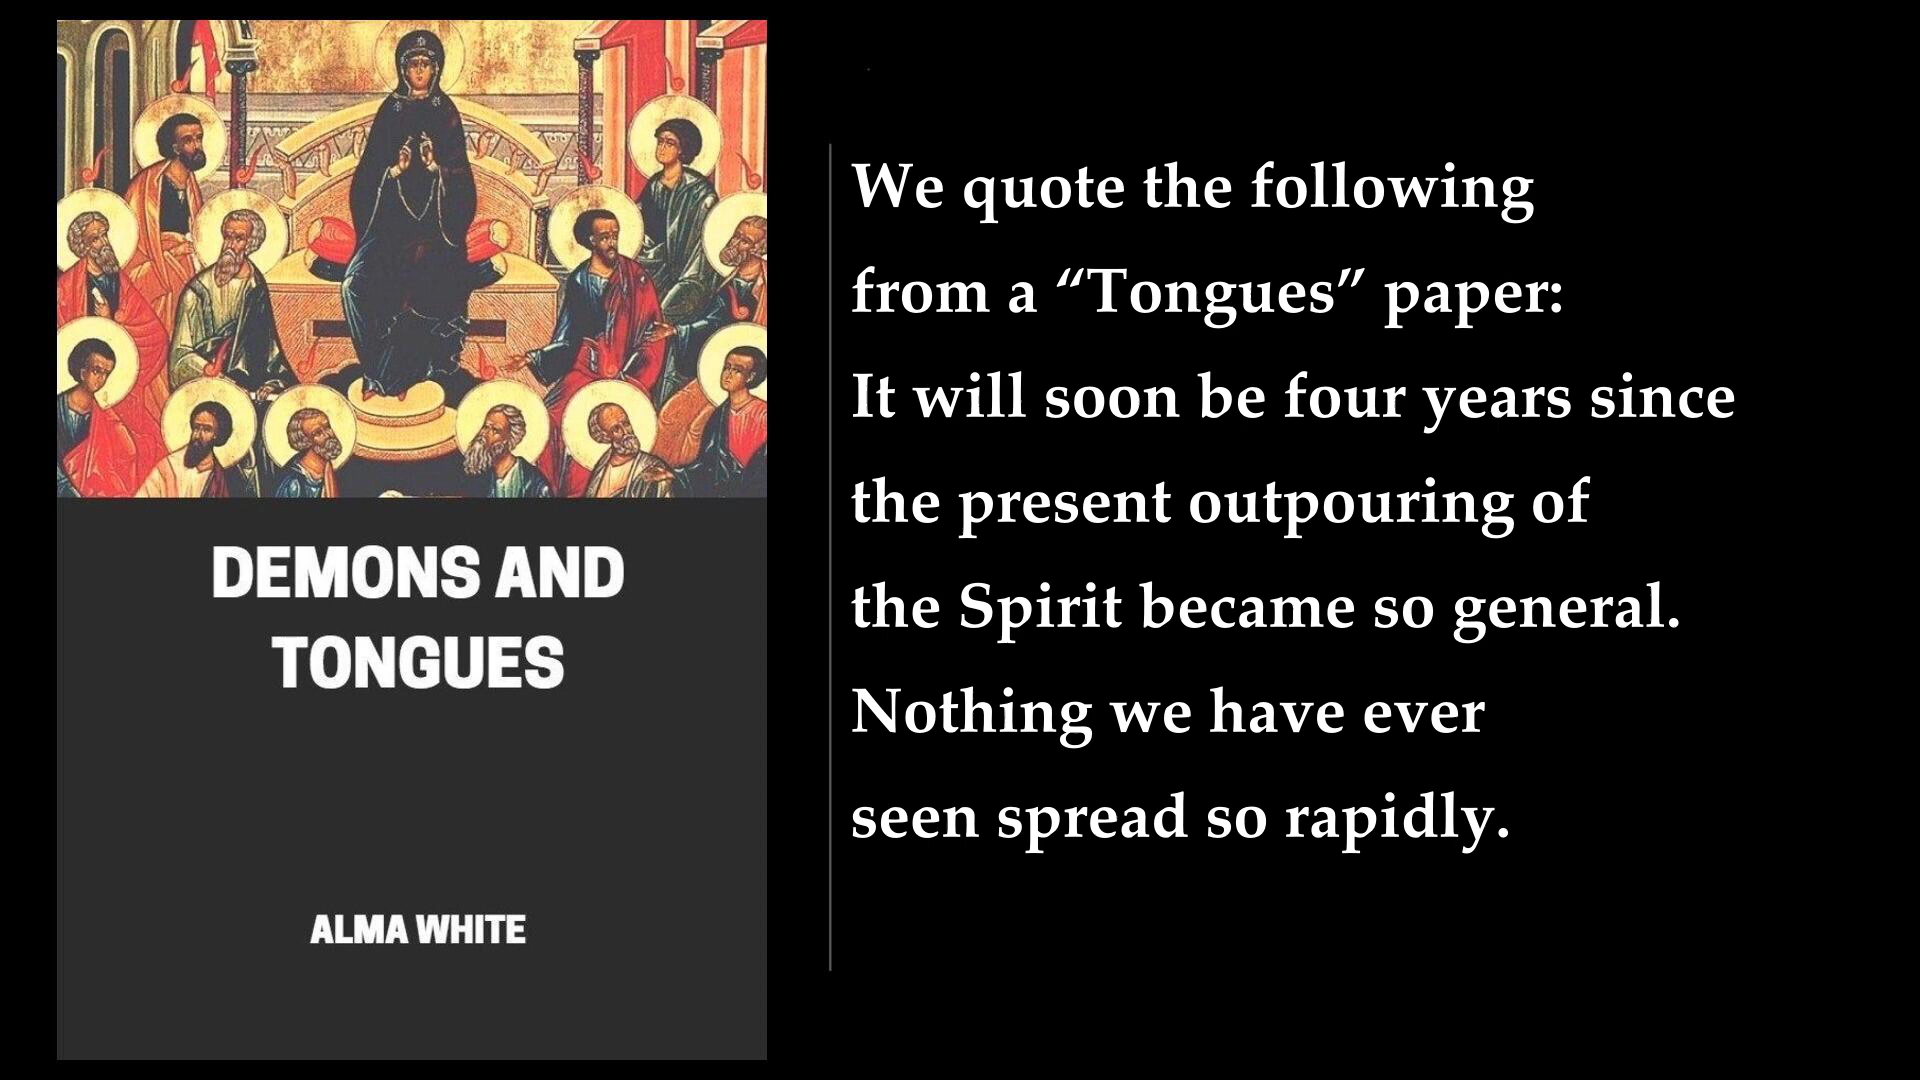 DEMONS AND
TONGUES
ALMA WHITE
We quote the following
from a “Tongues” paper:
It will soon be four years since
the present outpouring of
the Spirit became so general.
Nothing we have ever
seen spread so rapidly.